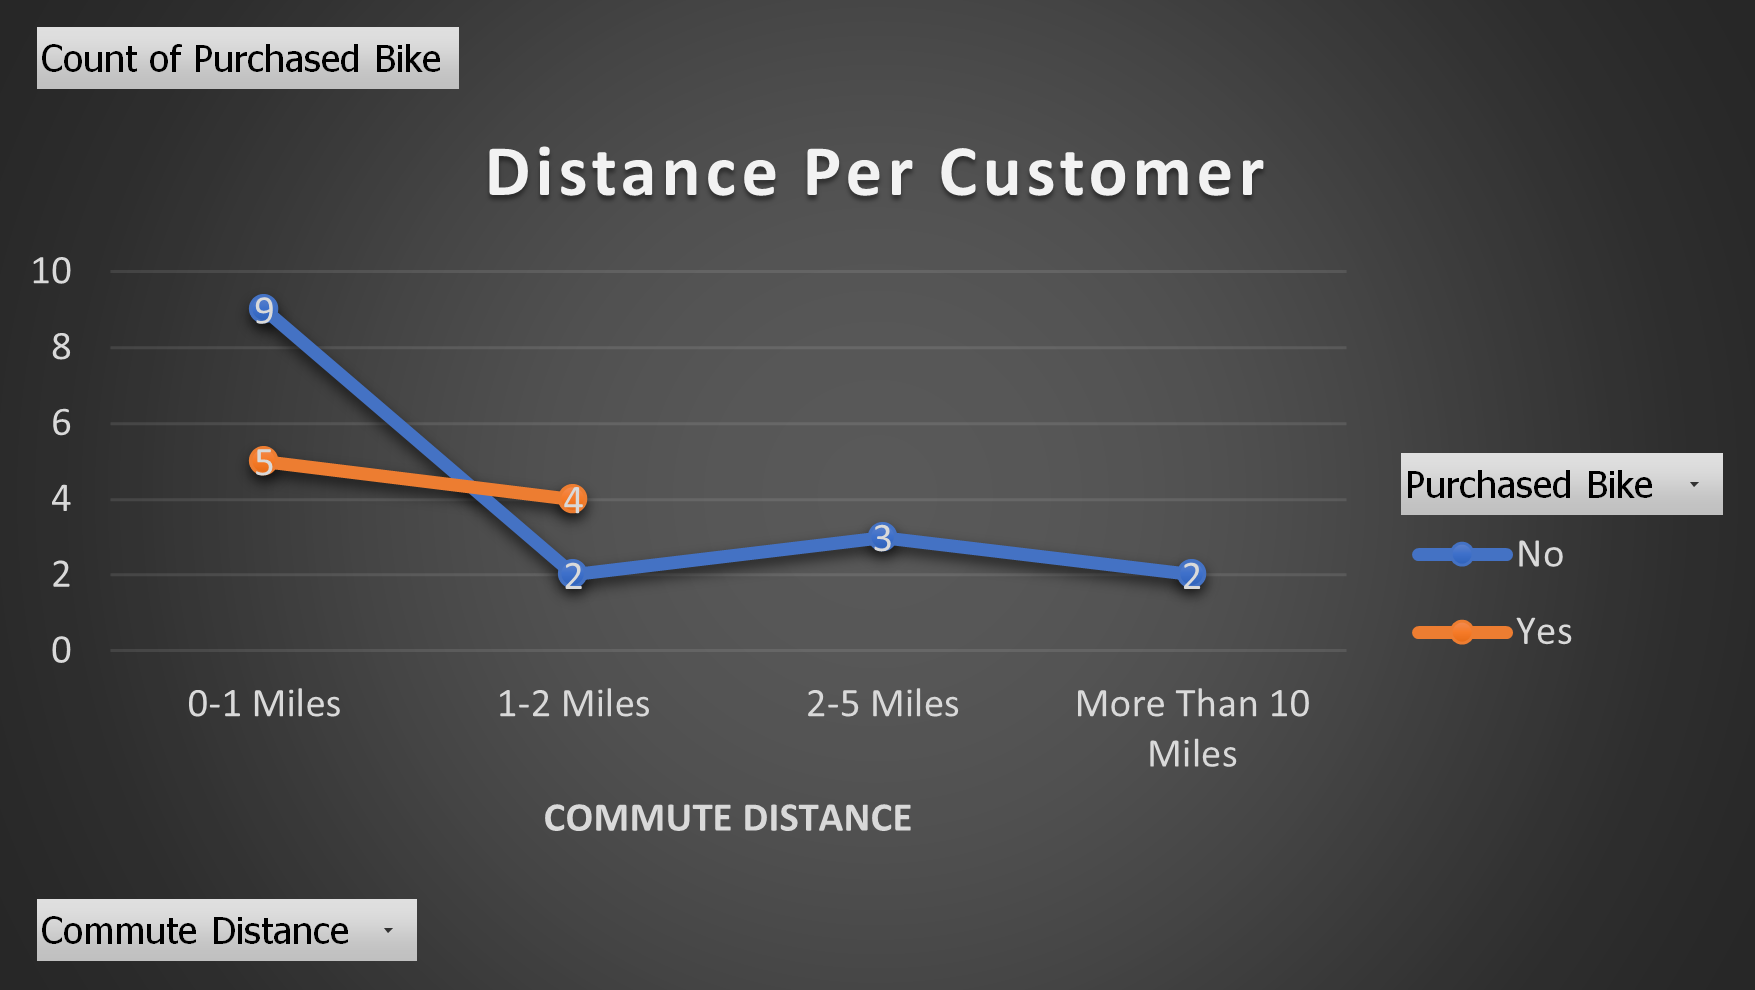 Count of Purchased Bike
Distance Per Customer
10
8
6
4
2
0
9
2
3
2
5
4
0-1 Miles
1-2 Miles
2-5 Miles
More Than 10
Miles
COMMUTE DISTANCE
Purchased Bike
No
Yes
Commute Distance